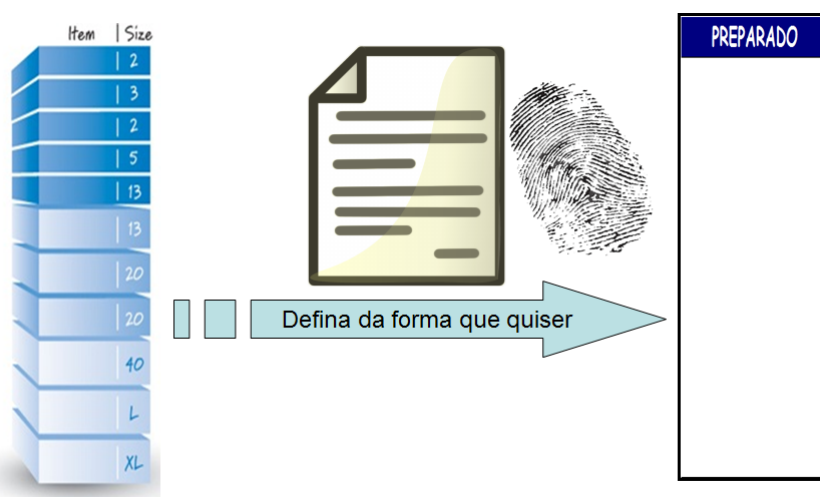 Item | Size
2
3
2
5
13
13
20
20
40
L
XL
Defina da forma que quiser
PREPARADO